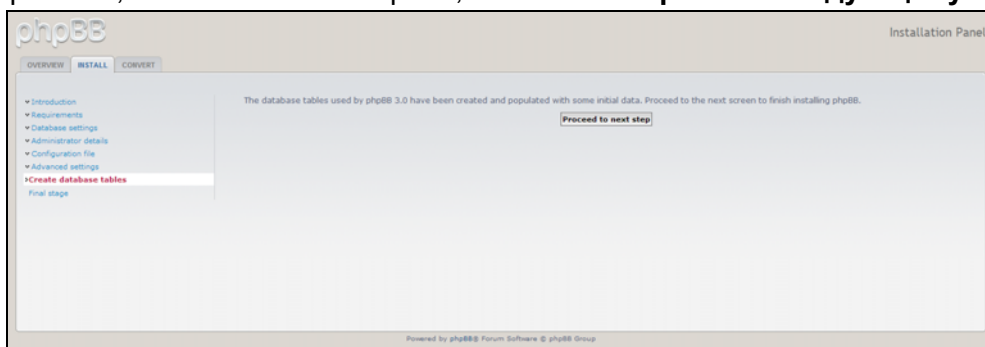 phpBB
Installation Panel
OVERVIEW INSTALL CONVERT
Introduction
Requirements
Database settings
Administrator details
Configuration file
Advanced settings
Create database tables
Final stage
The database tables used by phpBB 3.0 have been created and populated with some initial data. Proceed to the next screen to finish installing phpBB.
Proceed to next step
Powered by phpBB® Forum Software © phpBB Group